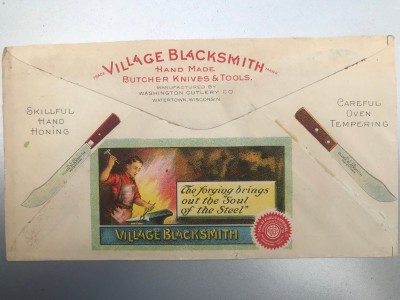 VILLAGE BLACKSMITH
HAND MADE
BUTCHER KNIVES & TOOLS.
MANUFACTURED BY
WASHINGTON CUTLERY CO.
WATERTOWN, WISCONSIN.
SKILLFUL
HAND
HONING
CAREFUL
OVEN
TEMPERING
The forging brings
out the "Soul
of the Steel"
VILLAGE BLACKSMITH